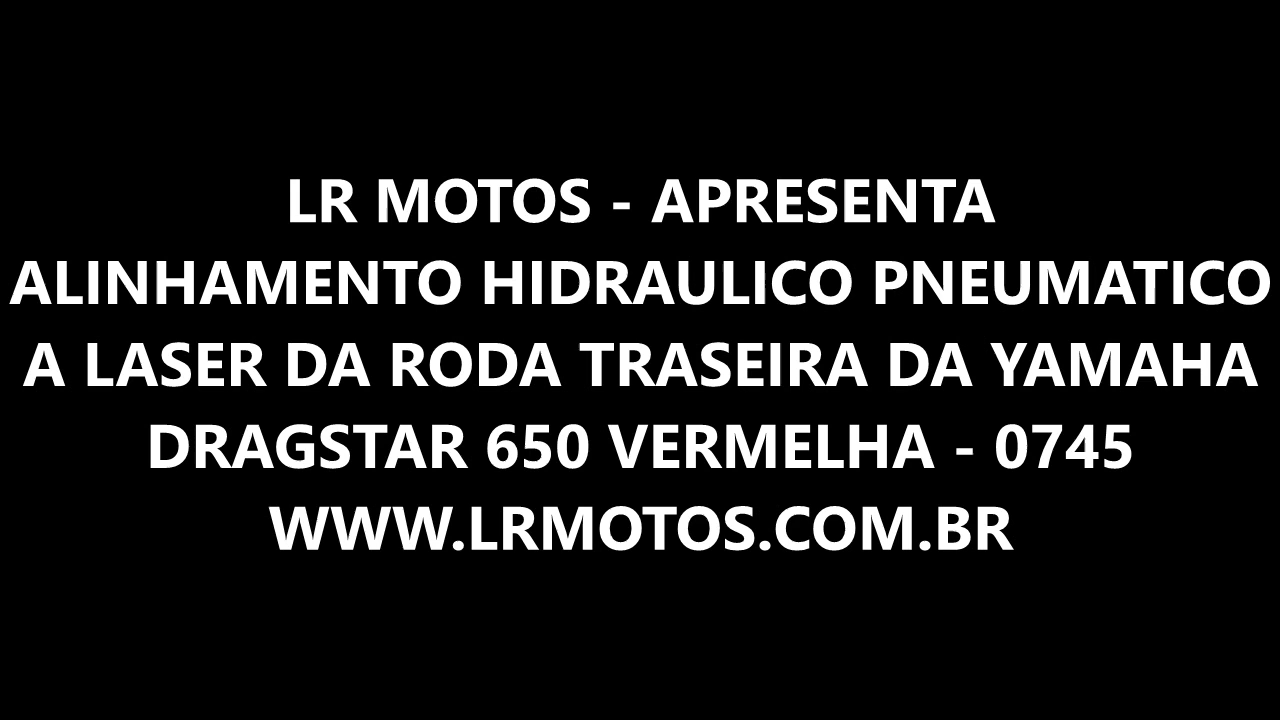 LR MOTOS - APRESENTA
ALINHAMENTO HIDRAULICO PNEUMATICO
A LASER DA RODA TRASEIRA DA YAMAHA
DRAGSTAR 650 VERMELHA - 0745
WWW.LRMOTOS.COM.BR